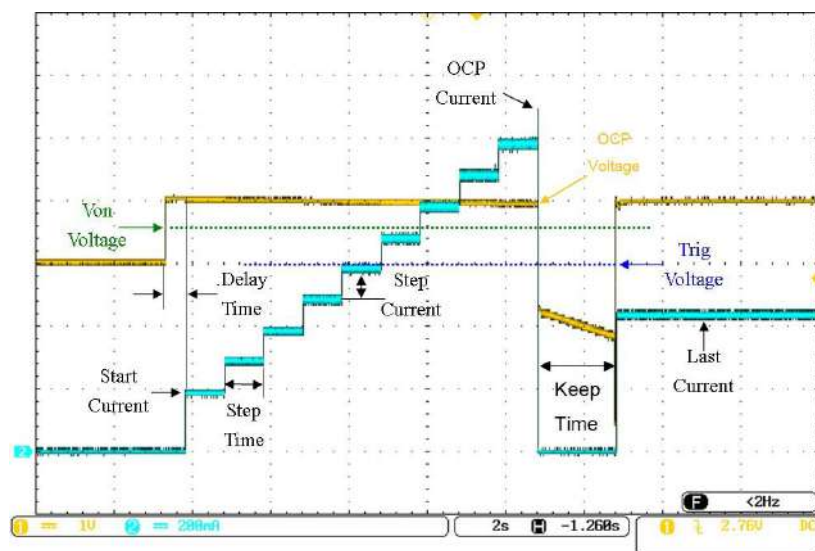 OCP
Current
OCP
Voltage
Von
Voltage
Trig
Voltage
Delay
Time
Step
Current
Start
Current
Step
Time
Keep
Time
Last
Current
2
F <2Hz
1 1V 2 200mA 2s H -1.260s 1 2.76V DC